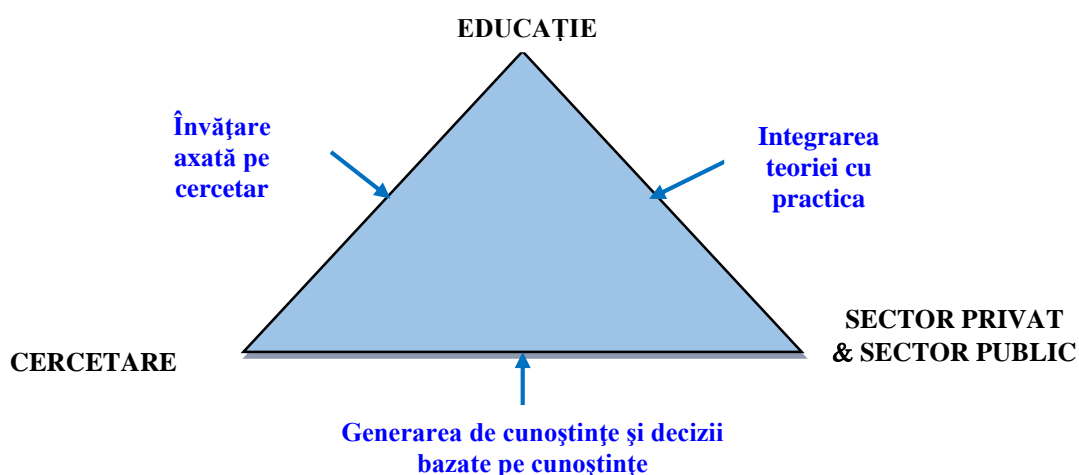 EDUCAȚIE
Învăţare
axată pe
cercetar
Integrarea
teoriei cu
practica
SECTOR PRIVAT
& SECTOR PUBLIC
CERCETARE
Generarea de cunoştinţe şi decizii
bazate pe cunoștințe